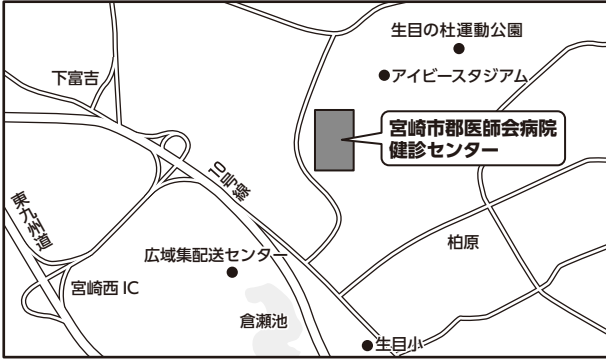 生目の杜運動公園
アイビースタジアム
下富吉
宮崎市郡医師会病院
健診センター
10号線
東九州道
広域集配送センター
柏原
宮崎西IC
倉瀬池
生目小